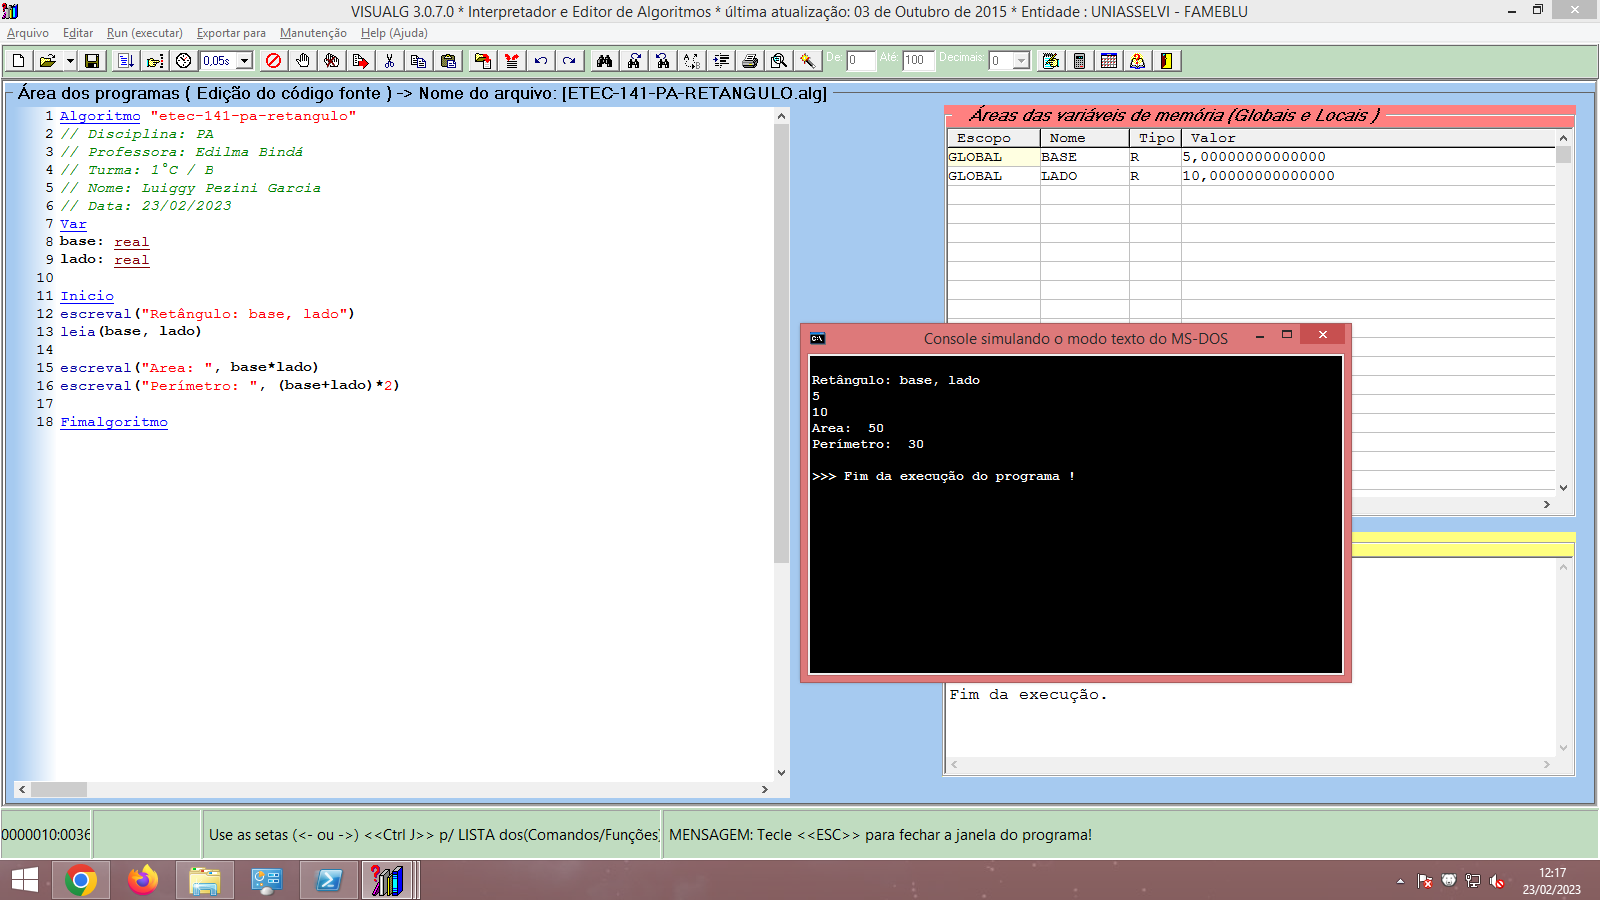 VISUALG 3.0.7.0 * Interpretador e Editor de Algoritmos * última atualização: 03 de Outubro de 2015 * Entidade : UNIASSELVI - FAMEBLU
Arquivo Editar Run (executar) Exportar para Manutenção Help (Ajuda)
0,05s De: 0 Até: 100 Decimais: 0
Área dos programas ( Edição do código fonte ) -> Nome do arquivo: [ETEC-141-PA-RETANGULO.alg]
1 Algoritmo "etec-141-pa-retangulo"
2 // Disciplina: PA
3 // Professora: Edilma Bindá
4 // Turma: 1°C / B
5 // Nome: Luiggy Pezini Garcia
6 // Data: 23/02/2023
7 Var
8 base: real
9 lado: real
10
11 Inicio
12 escreval("Retângulo: base, lado")
13 leia(base, lado)
14
15 escreval("Area: ", base*lado)
16 escreval("Perímetro: ", (base+lado)*2)
17
18 Fimalgoritmo
Áreas das variáveis de memória (Globais e Locais )
Escopo Nome Tipo Valor
GLOBAL BASE R 5,00000000000000
GLOBAL LADO R 10,00000000000000
Console simulando o modo texto do MS-DOS
Retângulo: base, lado
5
10
Area:  50
Perímetro:  30
>>> Fim da execução do programa !
Fim da execução.
0000010:0036
Use as setas (<- ou ->) <<Ctrl J>> p/ LISTA dos(Comandos/Funções)
MENSAGEM: Tecle <<ESC>> para fechar a janela do programa!
12:17
23/02/2023